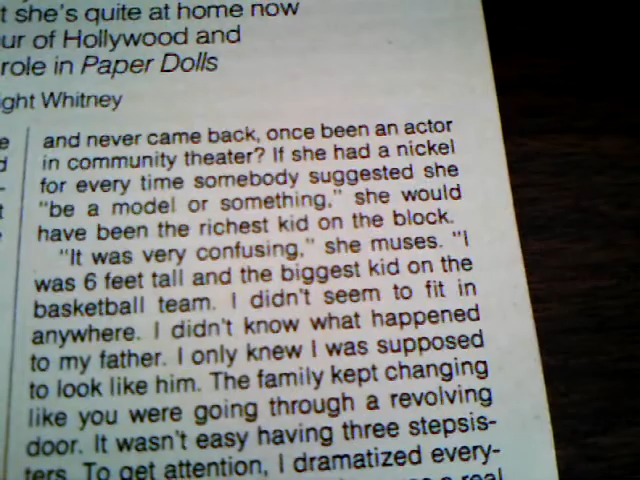 t she's quite at home now
ur of Hollywood and
role in Paper Dolls
ght Whitney
and never came back, once been an actor
in community theater? If she had a nickel
for every time somebody suggested she
"be a model or something," she would
have been the richest kid on the block.
"It was very confusing," she muses. "I
was 6 feet tall and the biggest kid on the
basketball team. I didn't seem to fit in
anywhere. I didn't know what happened
to my father. I only knew I was supposed
to look like him. The family kept changing
like you were going through a revolving
door. It wasn't easy having three stepsis-
ters. To get attention, I dramatized every-
real